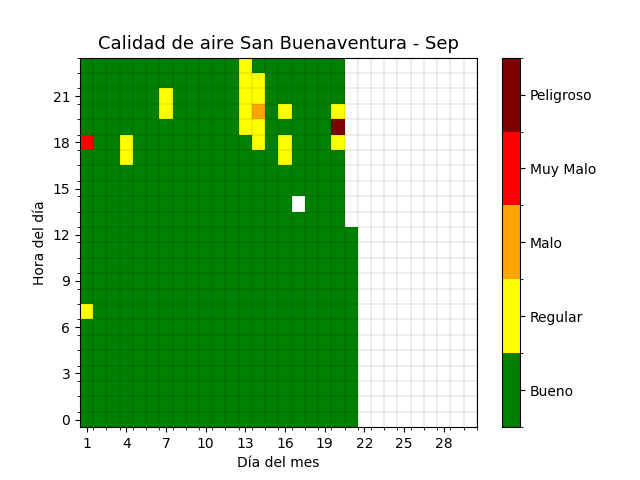 Calidad de aire San Buenaventura - Sep
Hora del día
21
18
15
12
9
6
3
0
1 4 7 10 13 16 19 22 25 28
Día del mes
Peligroso
Muy Malo
Malo
Regular
Bueno